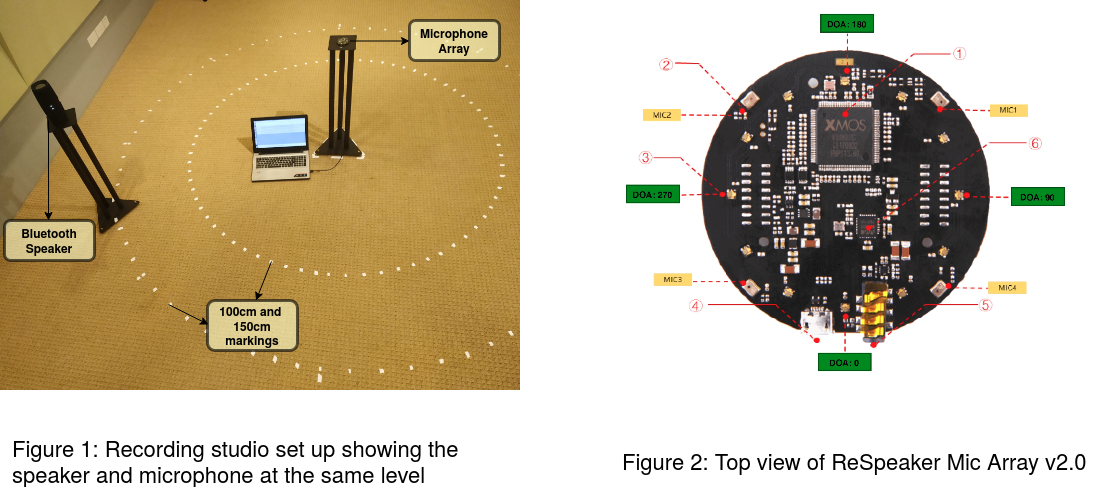 Microphone
Array
Bluetooth
Speaker
100cm and
150cm
markings
Figure 1: Recording studio set up showing the
speaker and microphone at the same level
DOA: 180
①
②
MIC2
MIC1
XMOS
⑥
③
DOA: 270
DOA: 90
MIC3
MIC4
④
⑤
DOA: 0
Figure 2: Top view of ReSpeaker Mic Array v2.0